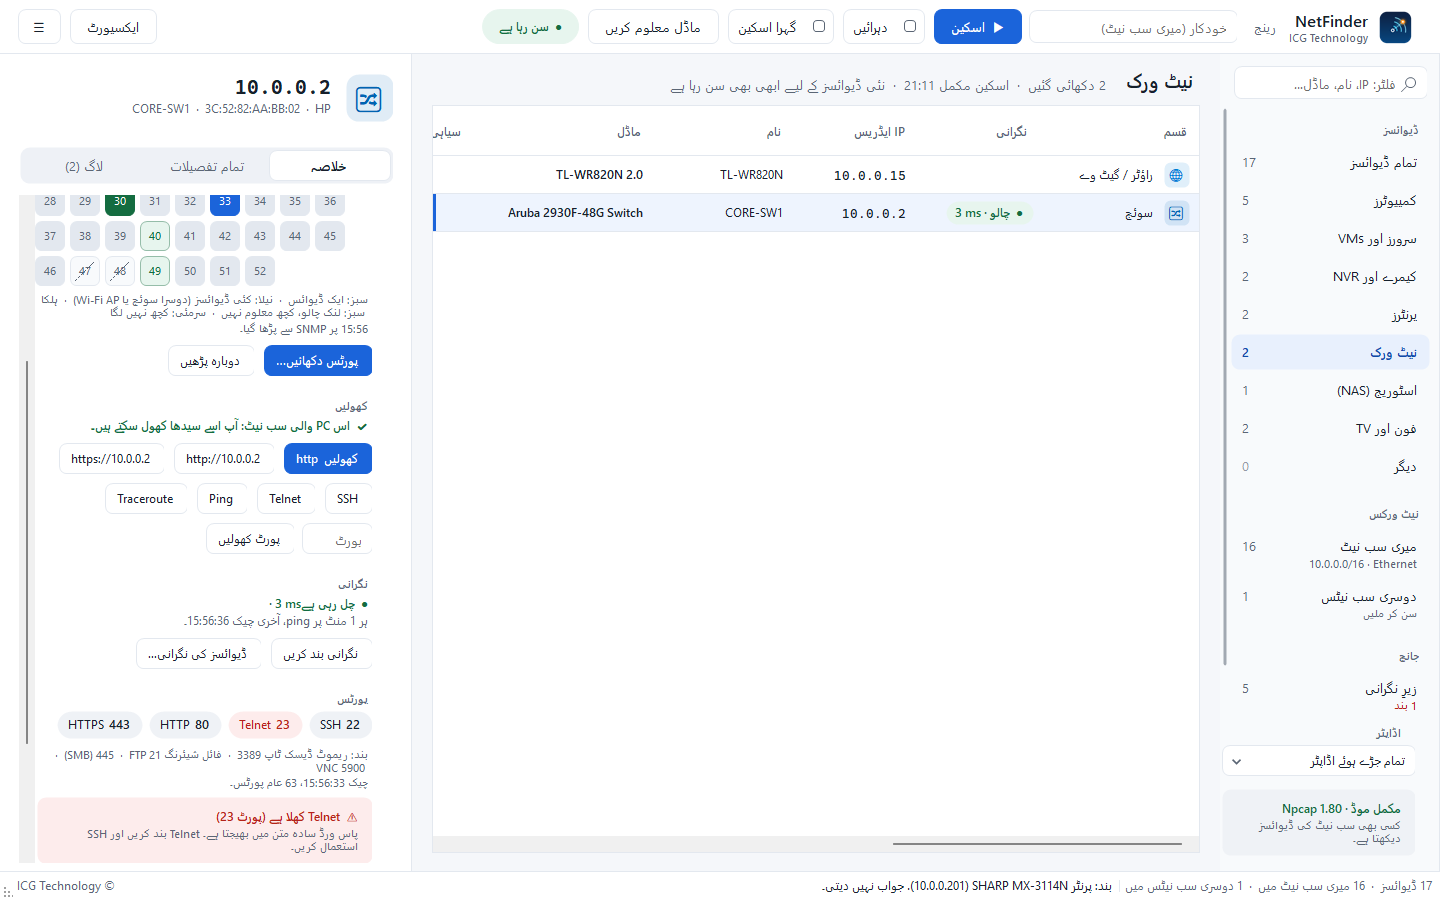 NetFinder
ICG Technology
رینج
خودکار (میری سب نیٹ)
اسکین
دہرائیں
گہرا اسکین
ماڈل معلوم کریں
● سن رہا ہے
ایکسپورٹ
☰
فلٹر: IP، نام، ماڈل...
ڈیوائسز
تمام ڈیوائسز 17
کمپیوٹرز 5
سرورز اور VMs 3
کیمرے اور NVR 2
پرنٹرز 2
نیٹ ورک 2
اسٹوریج (NAS) 1
فون اور TV 2
دیگر 0
نیٹ ورکس
میری سب نیٹ 16
10.0.0.0/16 · Ethernet
دوسری سب نیٹس 1
سن کر ملیں
جانچ
زیر نگرانی 5
1 بند
اڈاپٹر
تمام جڑے ہوئے اڈاپٹر
مکمل موڈ · Npcap 1.80
کسی بھی سب نیٹ کی ڈیوائسز
دیکھتا ہے۔
نیٹ ورک
2 دکھائی گئیں · اسکین مکمل 21:11 · نئی ڈیوائسز کے لیے ابھی بھی سن رہا ہے
قسم نگرانی IP ایڈریس نام ماڈل سیاہی
راؤٹر / گیٹ وے 10.0.0.15 TL-WR820N TL-WR820N 2.0
سوئچ ● چالو · 3 ms 10.0.0.2 CORE-SW1 Aruba 2930F-48G Switch
10.0.0.2
CORE-SW1 · 3C:52:82:AA:BB:02 · HP
خلاصہ
تمام تفصیلات
لاگ (2)
28 29 30 31 32 33 34 35 36
37 38 39 40 41 42 43 44 45
46 47 48 49 50 51 52
سبز: ایک ڈیوائس · نیلا: کئی ڈیوائسز (دوسرا سوئچ یا Wi-Fi AP) · ہلکا
سبز: لنک چالو، کچھ معلوم نہیں · سرمئی: کچھ نہیں لگا
15:56 پر SNMP سے پڑھا گیا۔
پورٹس دکھائیں...
دوبارہ پڑھیں
کھولیں
✔ اس PC والی سب نیٹ: آپ اسے سیدھا کھول سکتے ہیں۔
کھولیں http
http://10.0.0.2
https://10.0.0.2
SSH
Telnet
Ping
Traceroute
پورٹ
پورٹ کھولیں
نگرانی
● چل رہی ہے3 ms ·
ہر 1 منٹ پر ping، آخری چیک 15:56:36۔
نگرانی بند کریں
ڈیوائسز کی نگرانی...
پورٹس
SSH 22
Telnet 23
HTTP 80
HTTPS 443
بند: ریموٹ ڈیسک ٹاپ 3389 · فائل شیئرنگ FTP 21 · (SMB) 445 ·
VNC 5900
چیک 15:56:33، 63 عام پورٹس۔
⚠ Telnet کھلا ہے (پورٹ 23)
پاس ورڈ سادہ متن میں بھیجتا ہے۔ Telnet بند کریں اور SSH
استعمال کریں۔
17 ڈیوائسز · 16 میری سب نیٹ میں · 1 دوسری سب نیٹس میں
بند: پرنٹر SHARP MX-3114N (10.0.0.201)، جواب نہیں دیتی۔
ICG Technology ©